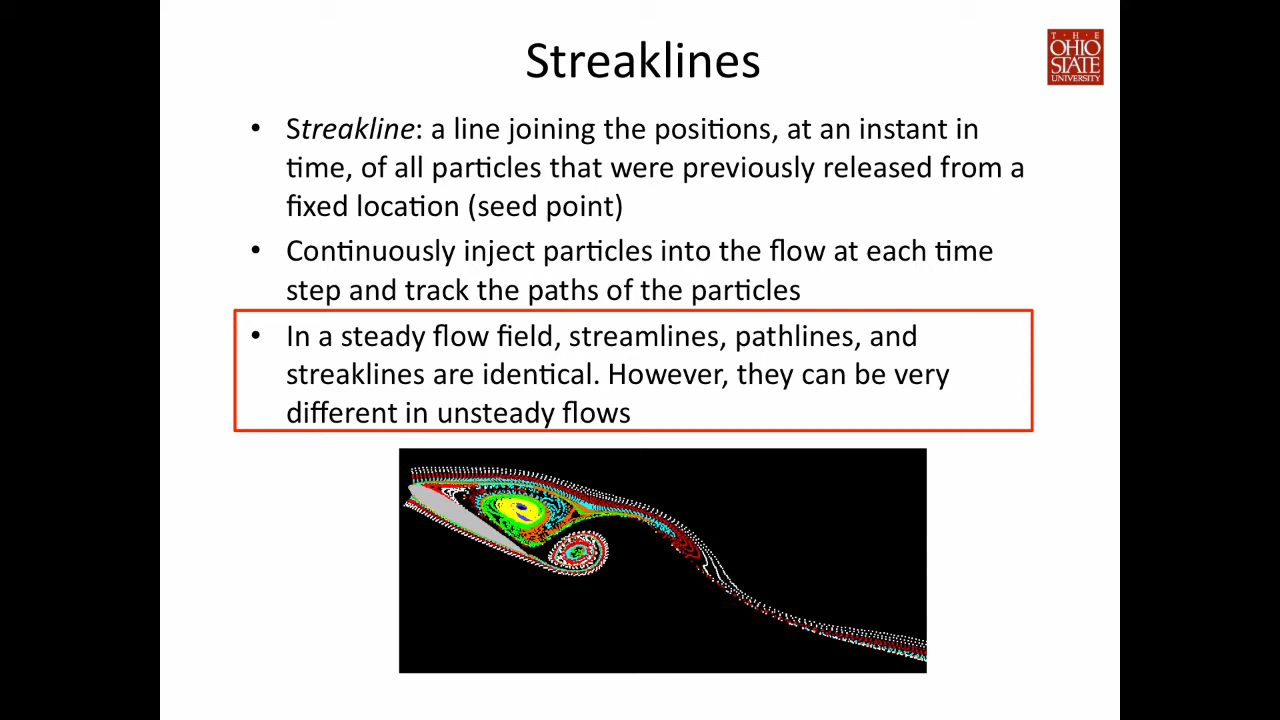 Streaklines
T · H · E
OHIO
STATE
UNIVERSITY
• Streakline: a line joining the positions, at an instant in
time, of all particles that were previously released from a
fixed location (seed point)
• Continuously inject particles into the flow at each time
step and track the paths of the particles
• In a steady flow field, streamlines, pathlines, and
streaklines are identical. However, they can be very
different in unsteady flows